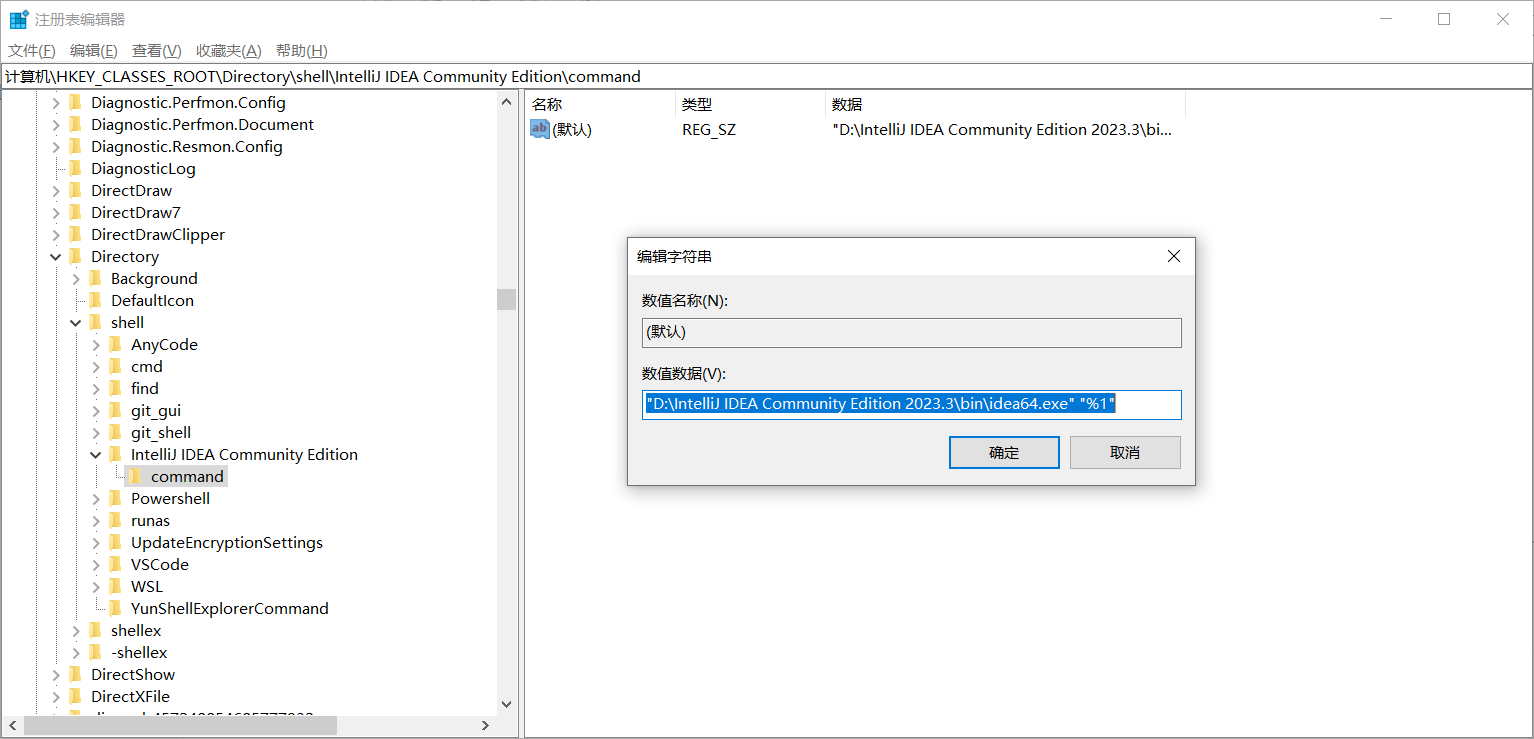 注册表编辑器
文件(F) 编辑(E) 查看(V) 收藏夹(A) 帮助(H)
计算机\HKEY_CLASSES_ROOT\Directory\shell\IntelliJ IDEA Community Edition\command
Diagnostic.Perfmon.Config
Diagnostic.Perfmon.Document
Diagnostic.Resmon.Config
DiagnosticLog
DirectDraw
DirectDraw7
DirectDrawClipper
Directory
Background
DefaultIcon
shell
AnyCode
cmd
find
git_gui
git_shell
IntelliJ IDEA Community Edition
command
Powershell
runas
UpdateEncryptionSettings
VSCode
WSL
YunShellExplorerCommand
shellex
-shellex
DirectShow
DirectXFile
名称 类型 数据
ab (默认) REG_SZ "D:\IntelliJ IDEA Community Edition 2023.3\bi...
编辑字符串
数值名称(N):
(默认)
数值数据(V):
"D:\IntelliJ IDEA Community Edition 2023.3\bin\idea64.exe" "%1"
确定 取消